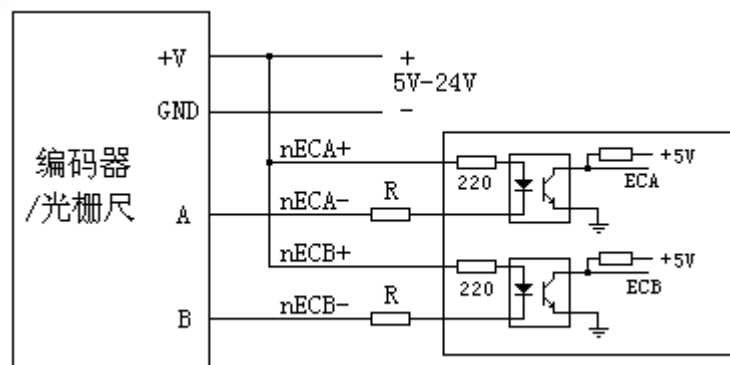 +V
+
5V-24V
GND
-
nECA+
+5V
编码器
220
ECA
/光栅尺
A
nECA-
R
nECB+
+5V
220
ECB
B
nECB-
R